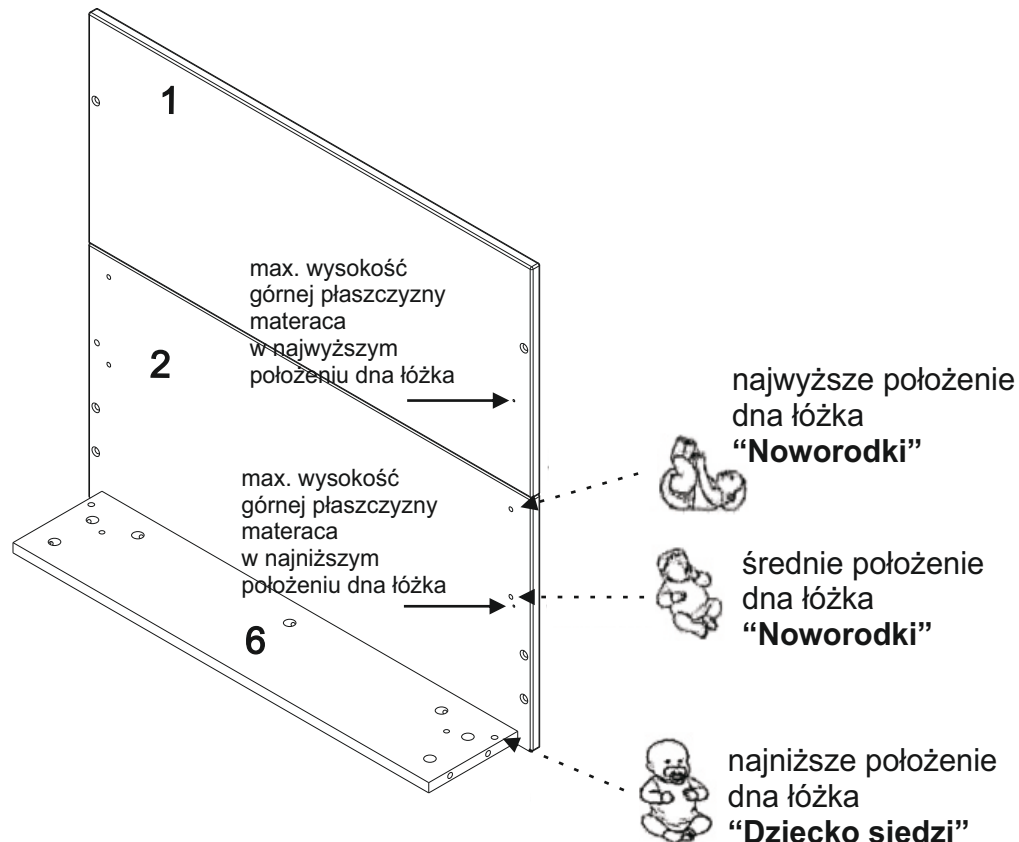 1
max. wysokość
górnej płaszczyzny
materaca
w najwyższym
położeniu dna łóżka
2
najwyższe położenie
dna łóżka
“Noworodki”
max. wysokość
górnej płaszczyzny
materaca
w najniższym
położeniu dna łóżka
średnie położenie
dna łóżka
“Noworodki”
6
najniższe położenie
dna łóżka
“Dziecko siedzi”